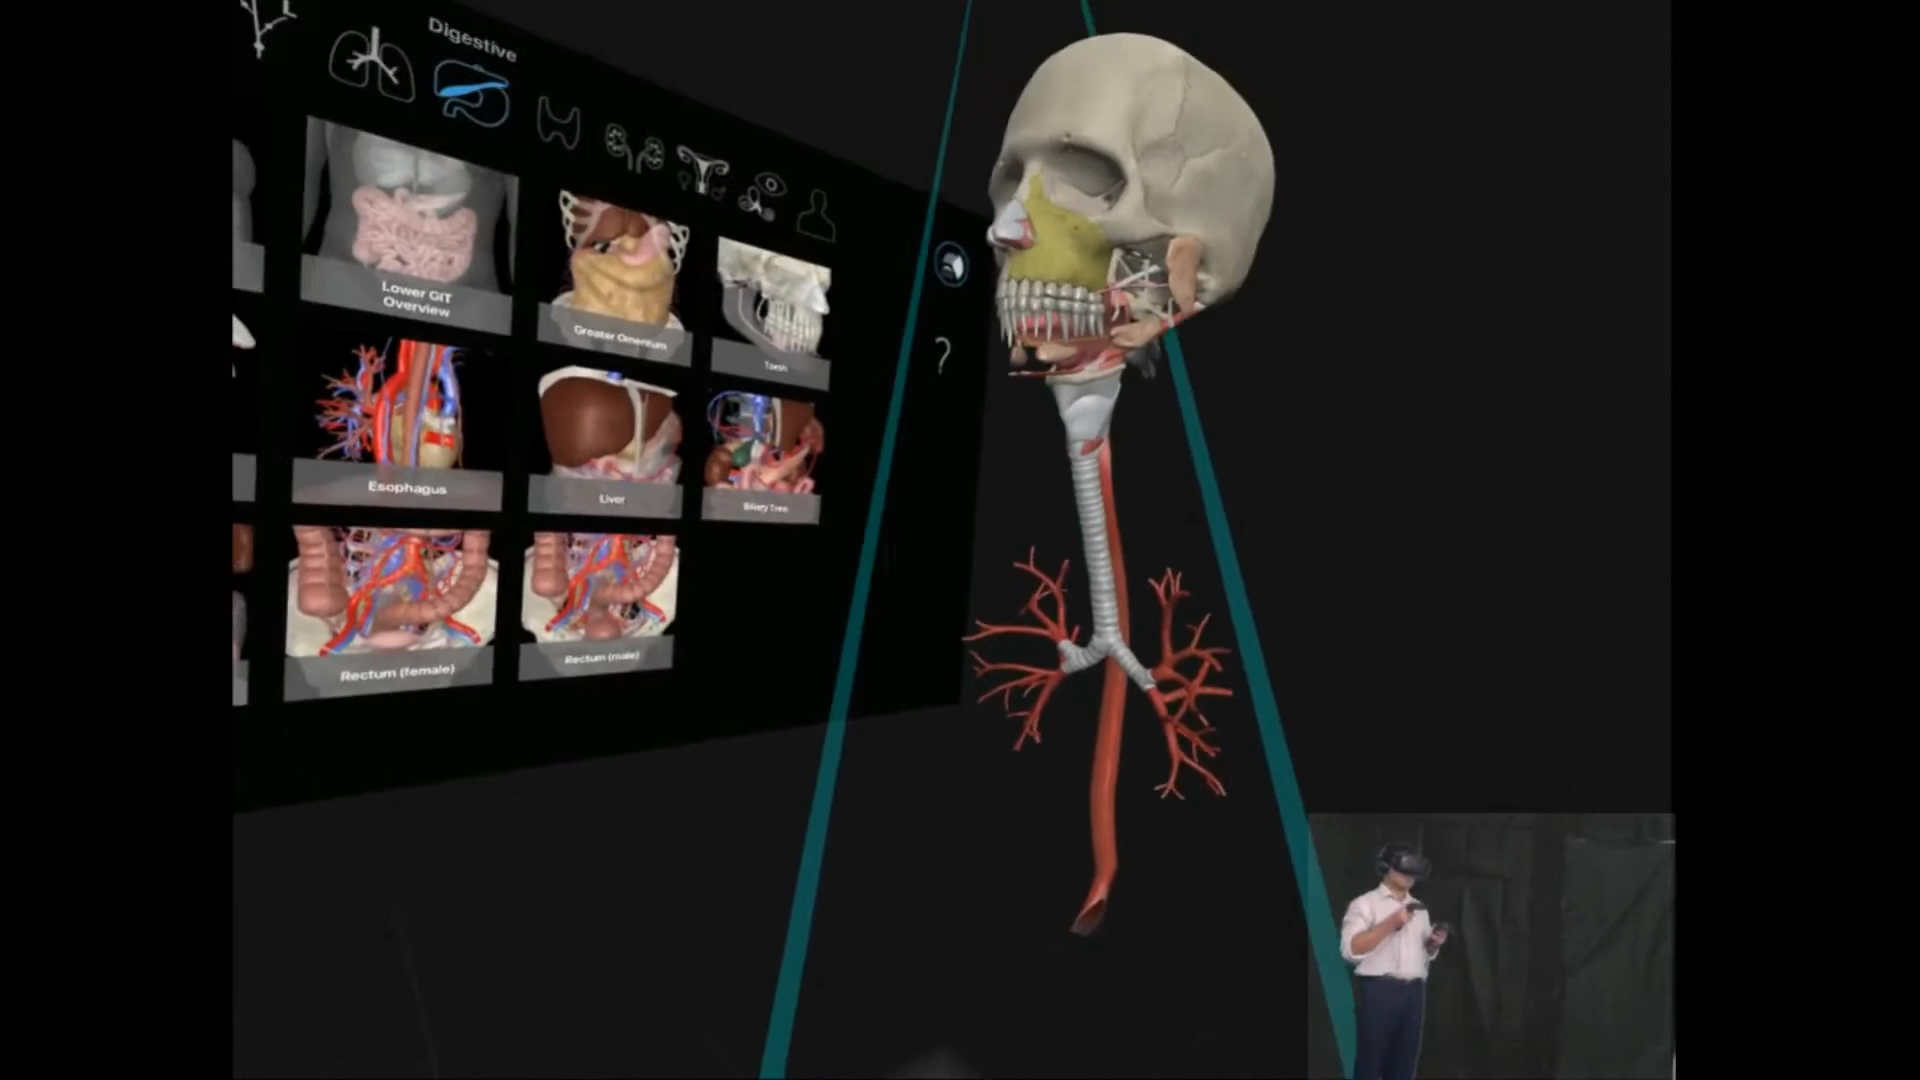 Digestive
Lower GIT
Overview
Greater Omentum
Teeth
Esophagus
Liver
Biliary Tree
Rectum (female)
Rectum (male)
?